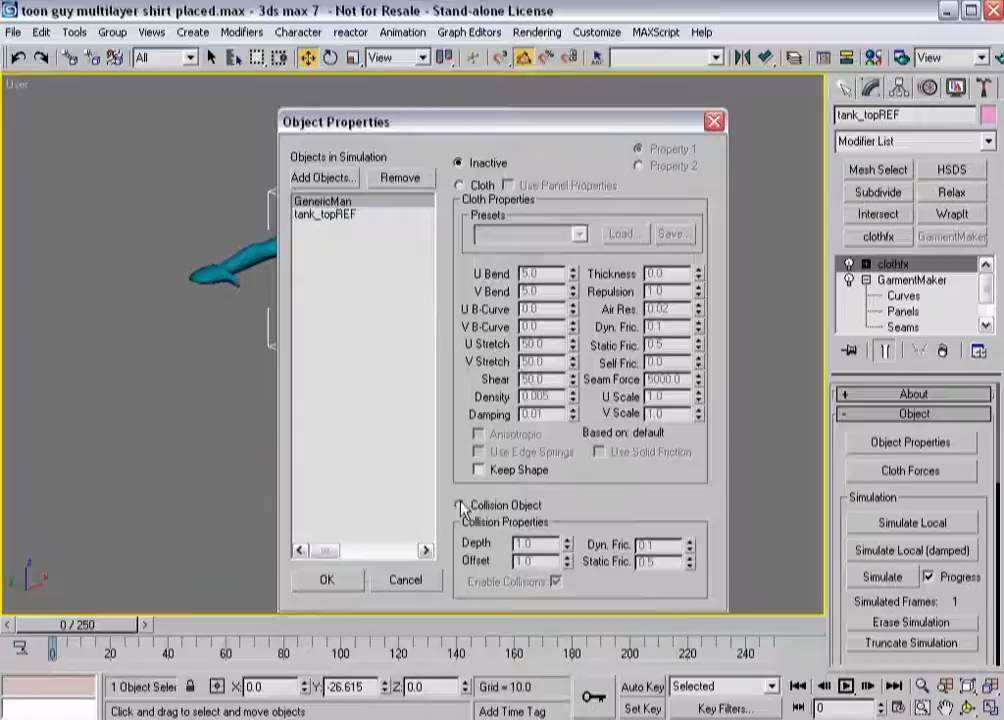 toon guy multilayer shirt placed.max - 3ds max 7 - Not for Resale - Stand-alone License
File Edit Tools Group Views Create Modifiers Character reactor Animation Graph Editors Rendering Customize MAXScript Help
All View View
User
Object Properties
Objects in Simulation
Add Objects... Remove
GenericMan
tank_topREF
OK Cancel
Inactive
Property 1
Property 2
Cloth Use Panel Properties
Cloth Properties
Presets
Load... Save...
U Bend 5.0 Thickness 0.0
V Bend 5.0 Repulsion 1.0
U B-Curve 0.0 Air Res. 0.02
V B-Curve 0.0 Dyn. Fric. 0.1
U Stretch 50.0 Static Fric. 0.5
V Stretch 50.0 Self Fric. 0.0
Shear 50.0 Seam Force 5000.0
Density 0.005 U Scale 1.0
Damping 0.01 V Scale 1.0
Anisotropic Based on: default
Use Edge Springs Use Solid Friction
Keep Shape
Collision Object
Collision Properties
Depth 1.0 Dyn. Fric. 0.1
Offset 1.0 Static Fric. 0.5
Enable Collisions
tank_topREF
Modifier List
Mesh Select HSDS
Subdivide Relax
Intersect WrapIt
clothfx GarmentMaker
clothfx
GarmentMaker
Curves
Panels
Seams
+ About
- Object
Object Properties
Cloth Forces
Simulation
Simulate Local
Simulate Local (damped)
Simulate Progress
Simulated Frames: 1
Erase Simulation
Truncate Simulation
z
x
< 0 / 250 >
0 20 40 60 80 100 120 140 160 180 200 220 240
1 Object Selec X: 0.0 Y: -26.615 Z: 0.0 Grid = 10.0 Auto Key Selected
Click and drag to select and move objects Add Time Tag Set Key Key Filters... 0